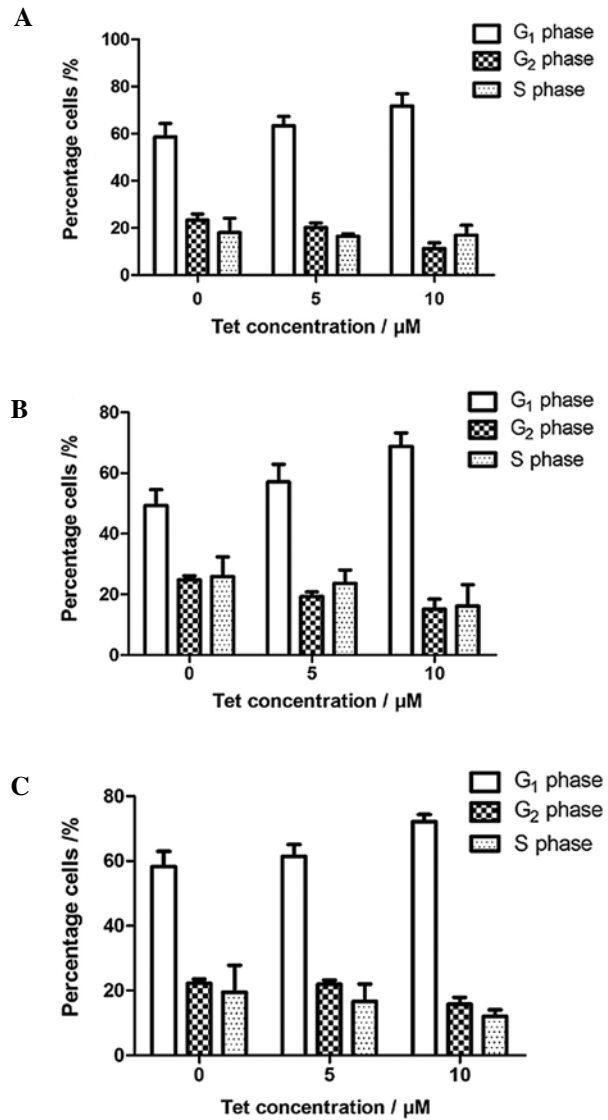 A
G₁ phase
G₂ phase
S phase
Percentage cells /%
100
80
60
40
20
0
0 5 10
Tet concentration / µM
B
G₁ phase
G₂ phase
S phase
Percentage cells /%
80
60
40
20
0
0 5 10
Tet concentration / µM
C
G₁ phase
G₂ phase
S phase
Percentage cells /%
80
60
40
20
0
0 5 10
Tet concentration / µM